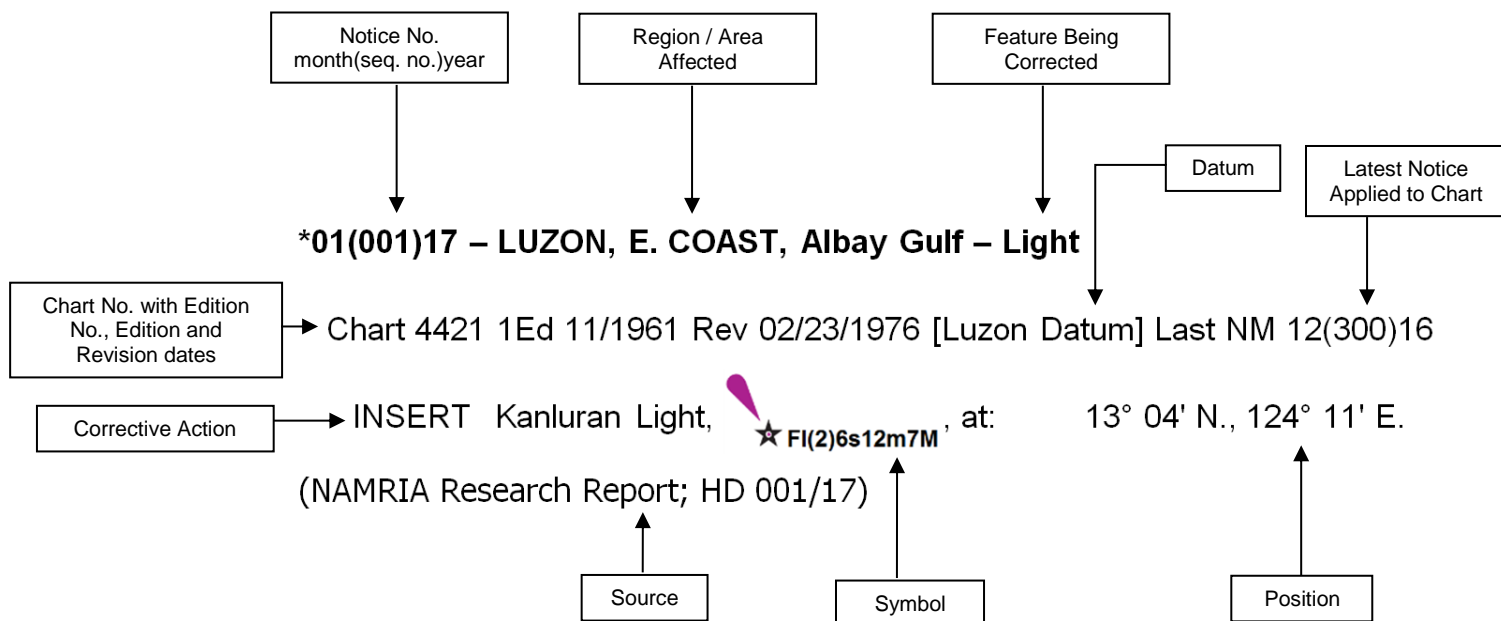 Notice No.
month(seq. no.)year
Region / Area
Affected
Feature Being
Corrected
Datum
Latest Notice
Applied to Chart
*01(001)17 – LUZON, E. COAST, Albay Gulf – Light
Chart No. with Edition
No., Edition and
Revision dates
Chart 4421 1Ed 11/1961 Rev 02/23/1976 [Luzon Datum] Last NM 12(300)16
Corrective Action
INSERT Kanluran Light, Fl(2)6s12m7M , at: 13° 04' N., 124° 11' E.
(NAMRIA Research Report; HD 001/17)
Source
Symbol
Position